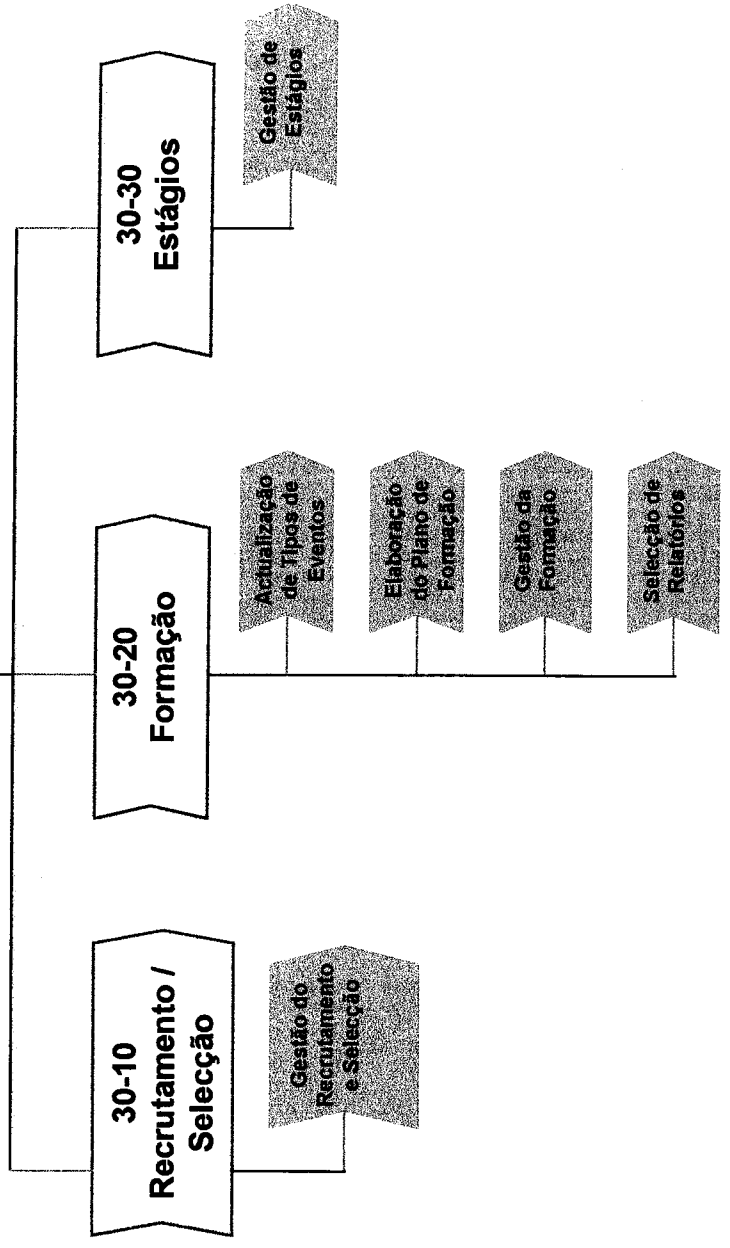 30-10
Recrutamento /
Selecção
Gestão do
Recrutamento
e Selecção
30-20
Formação
Actualização
de Tipos de
Eventos
Elaboração
do Plano de
Formação
Gestão da
Formação
Selecção de
Relatórios
30-30
Estágios
Gestão de
Estágios